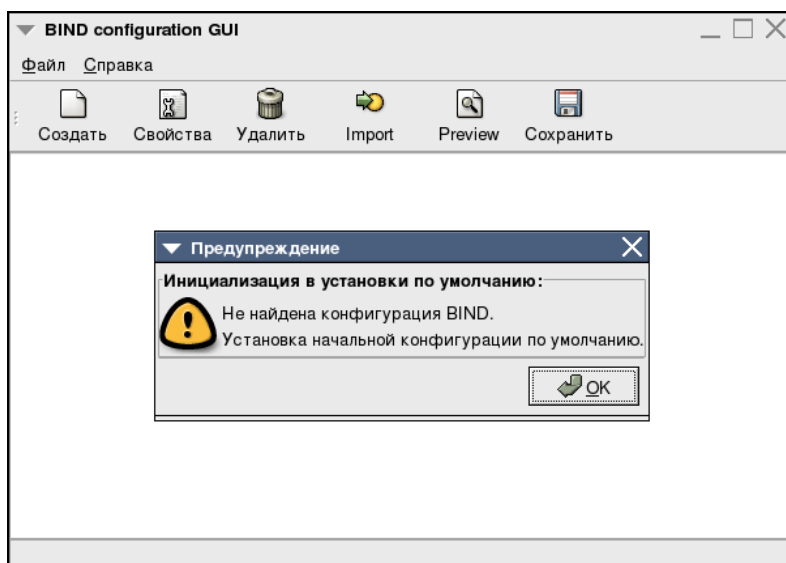 BIND configuration GUI
Файл Справка
Создать Свойства Удалить Import Preview Сохранить
Предупреждение
Инициализация в установки по умолчанию:
Не найдена конфигурация BIND.
Установка начальной конфигурации по умолчанию.
OK